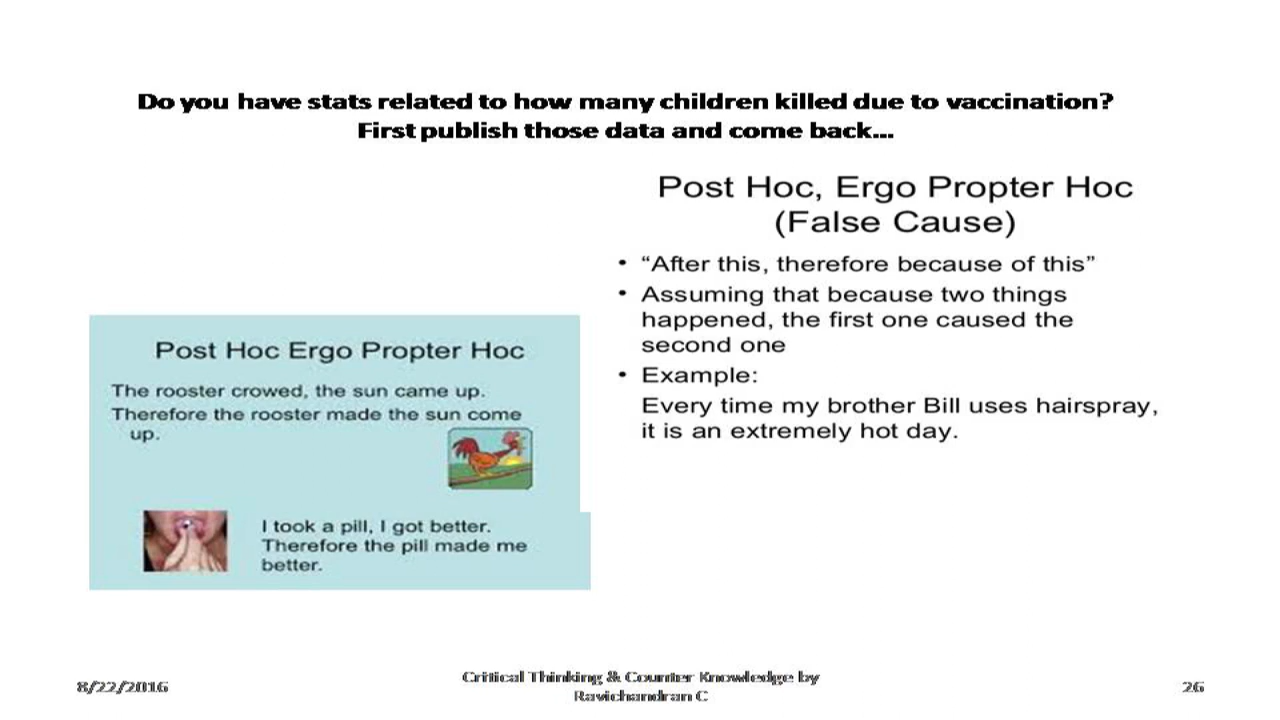 Do you have stats related to how many children killed due to vaccination?
First publish those data and come back...
Post Hoc, Ergo Propter Hoc
(False Cause)
• “After this, therefore because of this”
• Assuming that because two things
happened, the first one caused the
second one
• Example:
Every time my brother Bill uses hairspray,
it is an extremely hot day.
Post Hoc Ergo Propter Hoc
The rooster crowed, the sun came up.
Therefore the rooster made the sun come
up.
I took a pill, I got better.
Therefore the pill made me
better.
8/22/2016
Critical Thinking & Counter Knowledge by
Ravichandran C
26